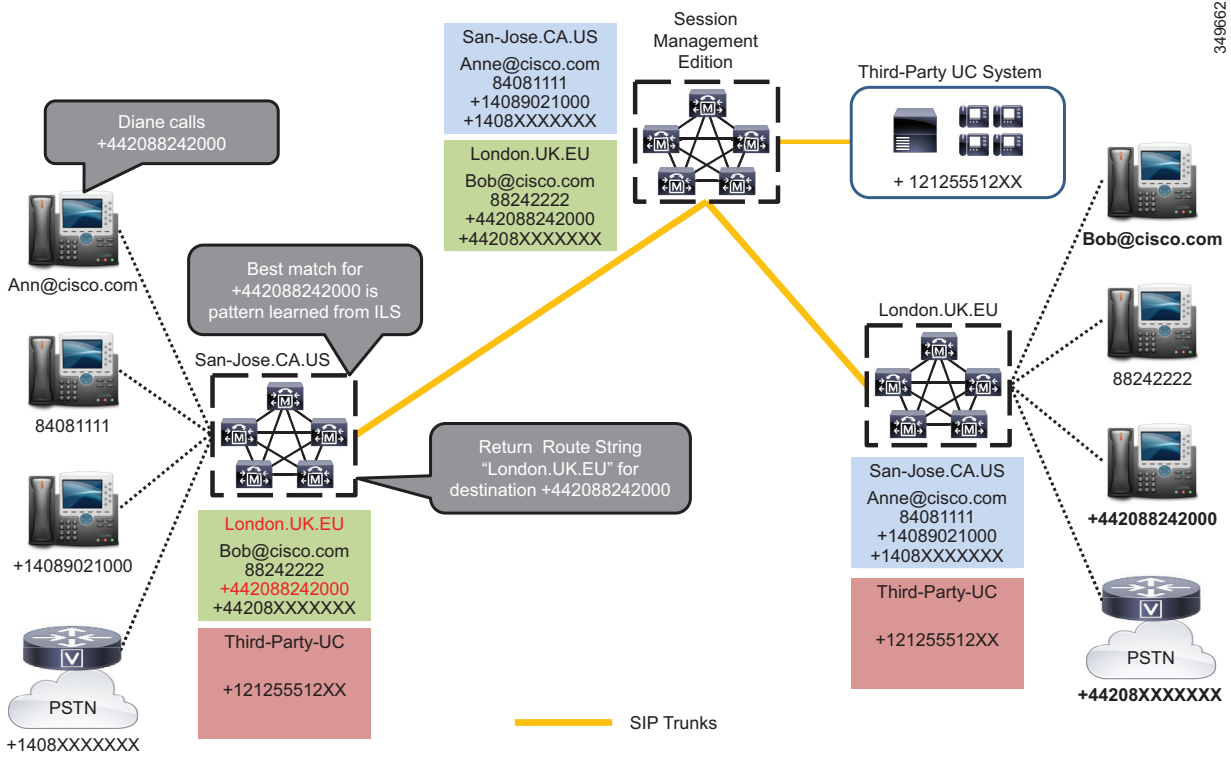 349662
Session
Management
Edition
San-Jose.CA.US
Anne@cisco.com
84081111
+14089021000
+1408XXXXXXX
London.UK.EU
Bob@cisco.com
88242222
+442088242000
+44208XXXXXXX
M
M
M
M
M
Third-Party UC System
+ 121255512XX
Diane calls
+442088242000
Ann@cisco.com
84081111
+14089021000
V
PSTN
+1408XXXXXXX
Best match for
+442088242000 is
pattern learned from ILS
San-Jose.CA.US
M
M
M
M
M
Return Route String
“London.UK.EU” for
destination +442088242000
London.UK.EU
Bob@cisco.com
88242222
+442088242000
+44208XXXXXXX
Third-Party-UC
+121255512XX
London.UK.EU
M
M
M
M
M
San-Jose.CA.US
Anne@cisco.com
84081111
+14089021000
+1408XXXXXXX
Third-Party-UC
+121255512XX
Bob@cisco.com
88242222
+442088242000
V
PSTN
+44208XXXXXXX
SIP Trunks